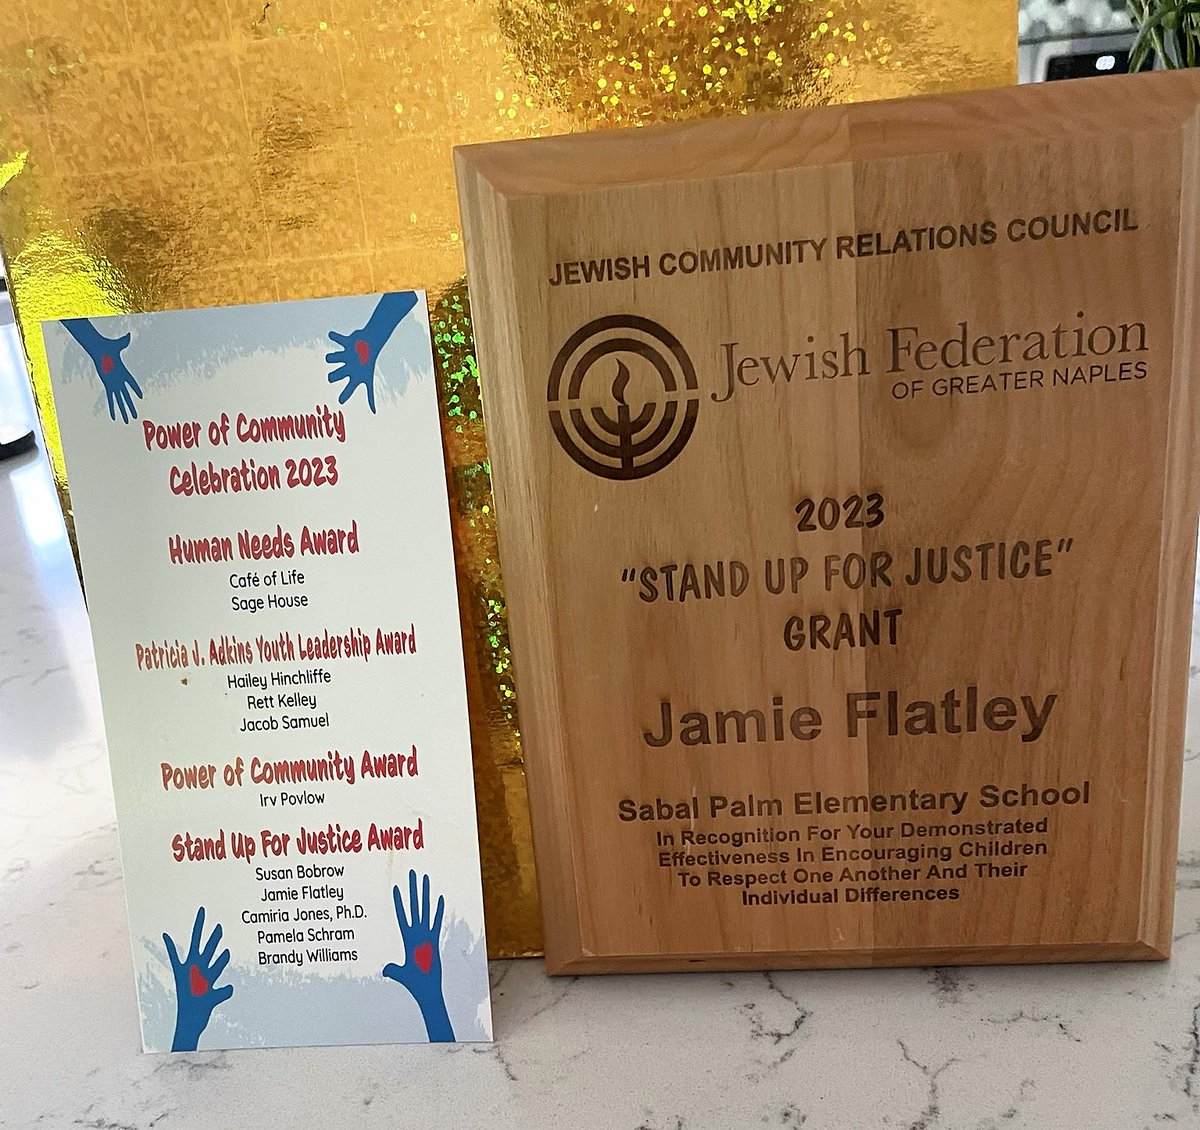 Power of Community
Celebration 2023
Human Needs Award
Café of Life
Sage House
Patricia J. Adkins Youth Leadership Award
Hailey Hinchliffe
Rett Kelley
Jacob Samuel
Power of Community Award
Irv Povlow
Stand Up For Justice Award
Susan Bobrow
Jamie Flatley
Camiria Jones, Ph.D.
Pamela Schram
Brandy Williams
JEWISH COMMUNITY RELATIONS COUNCIL
Jewish Federation
OF GREATER NAPLES
2023
"STAND UP FOR JUSTICE"
GRANT
Jamie Flatley
Sabal Palm Elementary School
In Recognition For Your Demonstrated
Effectiveness In Encouraging Children
To Respect One Another And Their
Individual Differences